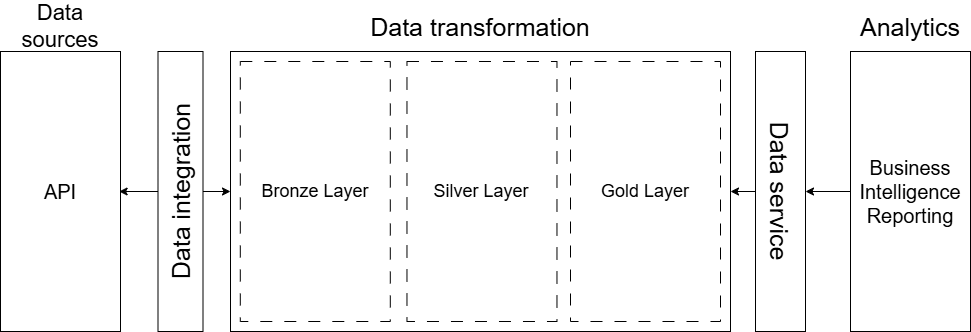 Data
sources
Data transformation
Analytics
API
Data integration
Bronze Layer
Silver Layer
Gold Layer
Data service
Business
Intelligence
Reporting